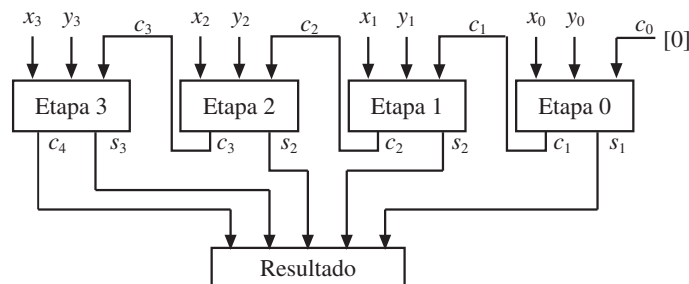 x3 y3 c3 x2 y2 c2 x1 y1 c1 x0 y0 c0 [0]
Etapa 3 Etapa 2 Etapa 1 Etapa 0
c4 s3 c3 s2 c2 s2 c1 s1
Resultado